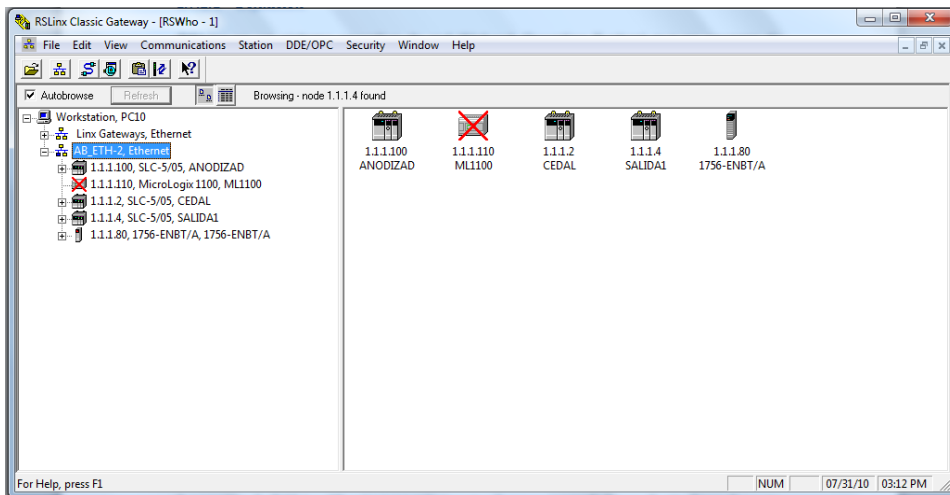 RSLinx Classic Gateway - [RSWho - 1]
File Edit View Communications Station DDE/OPC Security Window Help
Autobrowse Refresh Browsing - node 1.1.1.4 found
Workstation, PC10
Linx Gateways, Ethernet
AB_ETH-2, Ethernet
1.1.1.100, SLC-5/05, ANODIZAD
1.1.1.110, MicroLogix 1100, ML1100
1.1.1.2, SLC-5/05, CEDAL
1.1.1.4, SLC-5/05, SALIDA1
1.1.1.80, 1756-ENBT/A, 1756-ENBT/A
1.1.1.100 1.1.1.110 1.1.1.2 1.1.1.4 1.1.1.80
ANODIZAD ML1100 CEDAL SALIDA1 1756-ENBT/A
For Help, press F1 NUM 07/31/10 03:12 PM